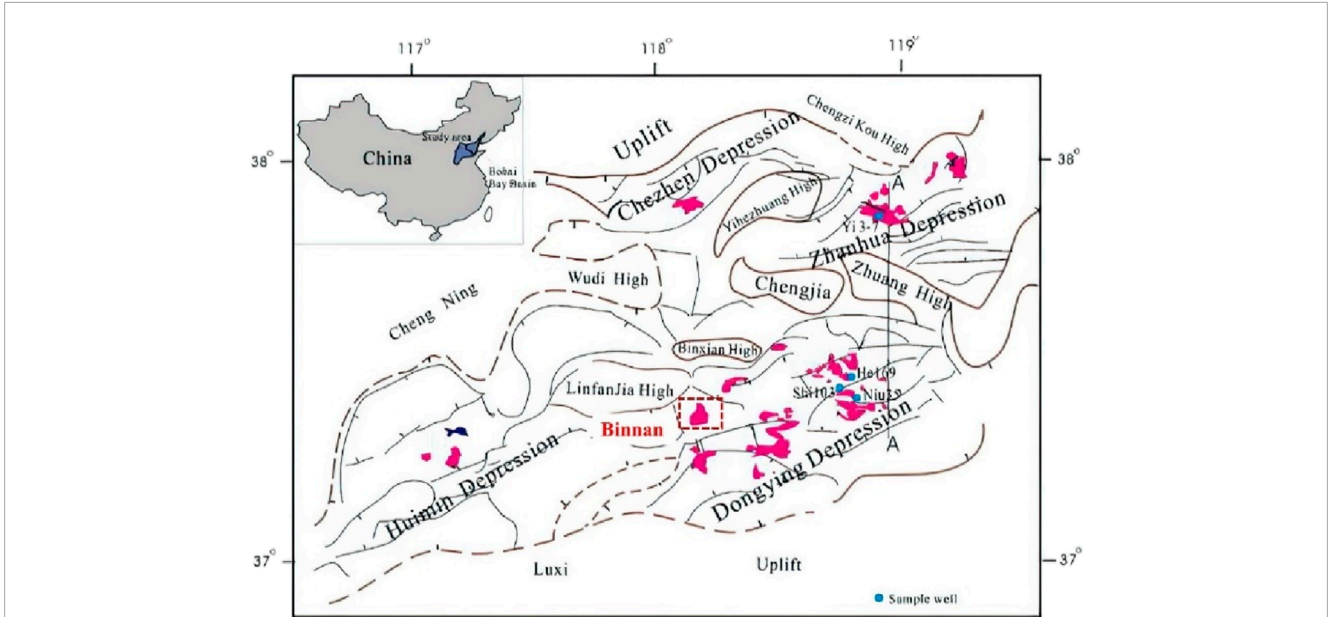 117°
118°
119°
38°
38°
37°
37°
China
Study area
Bohai
Bay Basin
Uplift
Chezhen Depression
Chengzi Kou High
Yihezhuang High
A
Yi 3-7
Zhanhua Depression
Wudi High
Chengjia
Zhuang High
Cheng Ning
Binxian High
LinfanJia High
Binnan
He169
Shi103
Niu35
A
Huimin Depression
Dongying Depression
Luxi
Uplift
Sample well